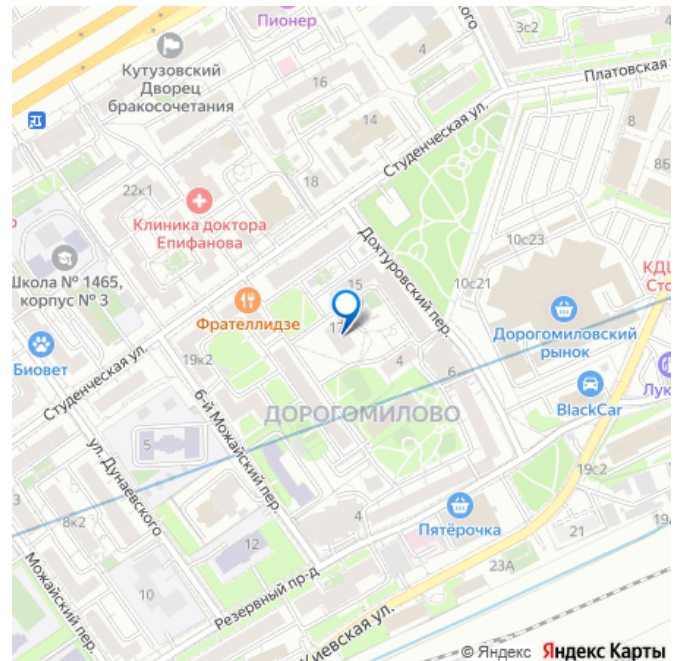 Пионер
3с2
Кутузовский
Дворец
бракосочетания
4
Платовская
16
8
14
Студенческая ул.
8Б
22к1
18
Клиника доктора
Епифанова
Дохтуровский пер.
10с23
Школа № 1465,
корпус № 3
15
10с21
КДЦ
Сто
Фрателлидзе
17
Дорогомиловский
рынок
Биовет
19к2
4
6
Лук
Студенческая ул.
BlackCar
ДОРОГОМИЛОВО
6-й Можайский пер.
5
ул. Дунаевского
19с2
3
8к2
4
Пятёрочка
12
21
23А
10
Резервный пр-д
Можайский пер.
Киевская ул.
© Яндекс Яндекс Карты